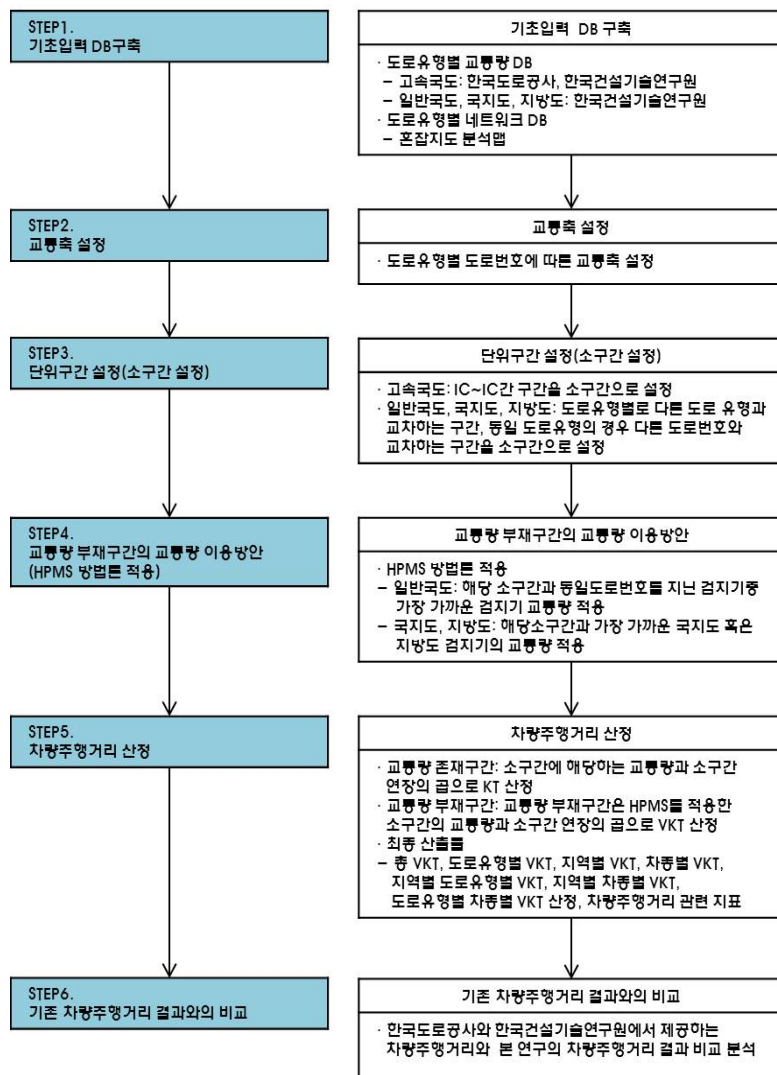 STEP1.
기초입력 DB구축
기초입력 DB 구축
· 도로유형별 교통량 DB
– 고속국도: 한국도로공사, 한국건설기술연구원
– 일반국도, 국지도, 지방도: 한국건설기술연구원
· 도로유형별 네트워크 DB
– 혼잡지도 분석맵
STEP2.
교통축 설정
교통축 설정
· 도로유형별 도로번호에 따른 교통축 설정
STEP3.
단위구간 설정(소구간 설정)
단위구간 설정(소구간 설정)
· 고속국도: IC~IC간 구간을 소구간으로 설정
· 일반국도, 국지도, 지방도: 도로유형별로 다른 도로 유형과
교차하는 구간, 동일 도로유형의 경우 다른 도로번호와
교차하는 구간을 소구간으로 설정
STEP4.
교통량 부재구간의 교통량 이용방안
(HPMS 방법론 적용)
교통량 부재구간의 교통량 이용방안
· HPMS 방법론 적용
– 일반국도: 해당 소구간과 동일도로번호를 지닌 검지기중
가장 가까운 검지기 교통량 적용
– 국지도, 지방도: 해당소구간과 가장 가까운 국지도 혹은
지방도 검지기의 교통량 적용
STEP5.
차량주행거리 산정
차량주행거리 산정
· 교통량 존재구간: 소구간에 해당하는 교통량과 소구간
연장의 곱으로 KT 산정
· 교통량 부재구간: 교통량 부재구간은 HPMS를 적용한
소구간의 교통량과 소구간 연장의 곱으로 VKT 산정
· 최종 산출물
– 총 VKT, 도로유형별 VKT, 지역별 VKT, 차종별 VKT,
지역별 도로유형별 VKT, 지역별 차종별 VKT,
도로유형별 차종별 VKT 산정, 차량주행거리 관련 지표
STEP6.
기존 차량주행거리 결과와의 비교
기존 차량주행거리 결과와의 비교
· 한국도로공사와 한국건설기술연구원에서 제공하는
차량주행거리와 본 연구의 차량주행거리 결과 비교 분석